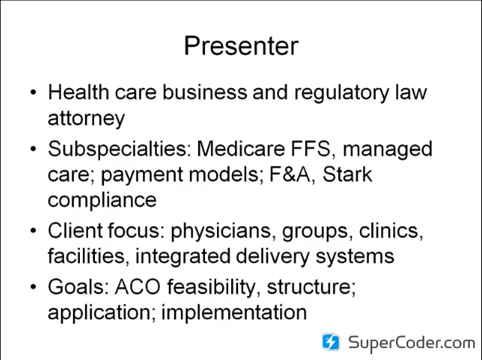 Presenter
• Health care business and regulatory law
attorney
• Subspecialties: Medicare FFS, managed
care; payment models; F&A, Stark
compliance
• Client focus: physicians, groups, clinics,
facilities, integrated delivery systems
• Goals: ACO feasibility, structure;
application; implementation
SuperCoder.com